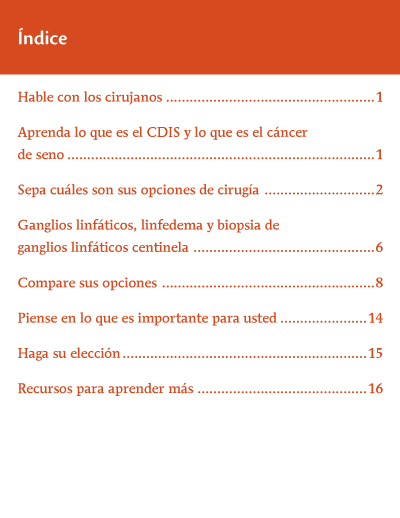 Índice
Hable con los cirujanos .....................................................1
Aprenda lo que es el CDIS y lo que es el cáncer
de seno ..............................................................................1
Sepa cuáles son sus opciones de cirugía ............................2
Ganglios linfáticos, linfedema y biopsia de
ganglios linfáticos centinela ..............................................6
Compare sus opciones ......................................................8
Piense en lo que es importante para usted ......................14
Haga su elección ..............................................................15
Recursos para aprender más ...........................................16